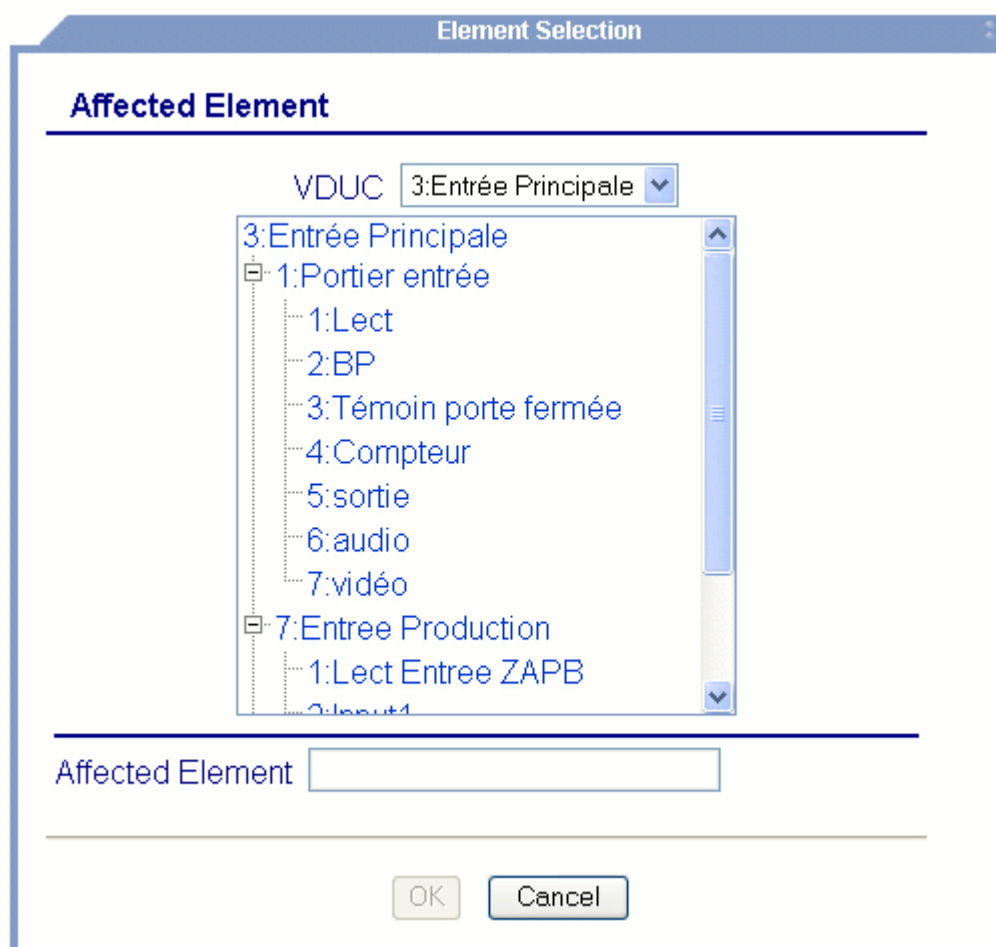 Element Selection
Affected Element
VDUC 3:Entrée Principale
3:Entrée Principale
1:Portier entrée
1:Lect
2:BP
3:Témoin porte fermée
4:Compteur
5:sortie
6:audio
7:vidéo
7:Entree Production
1:Lect Entree ZAPB
2:Input1
Affected Element
OK Cancel